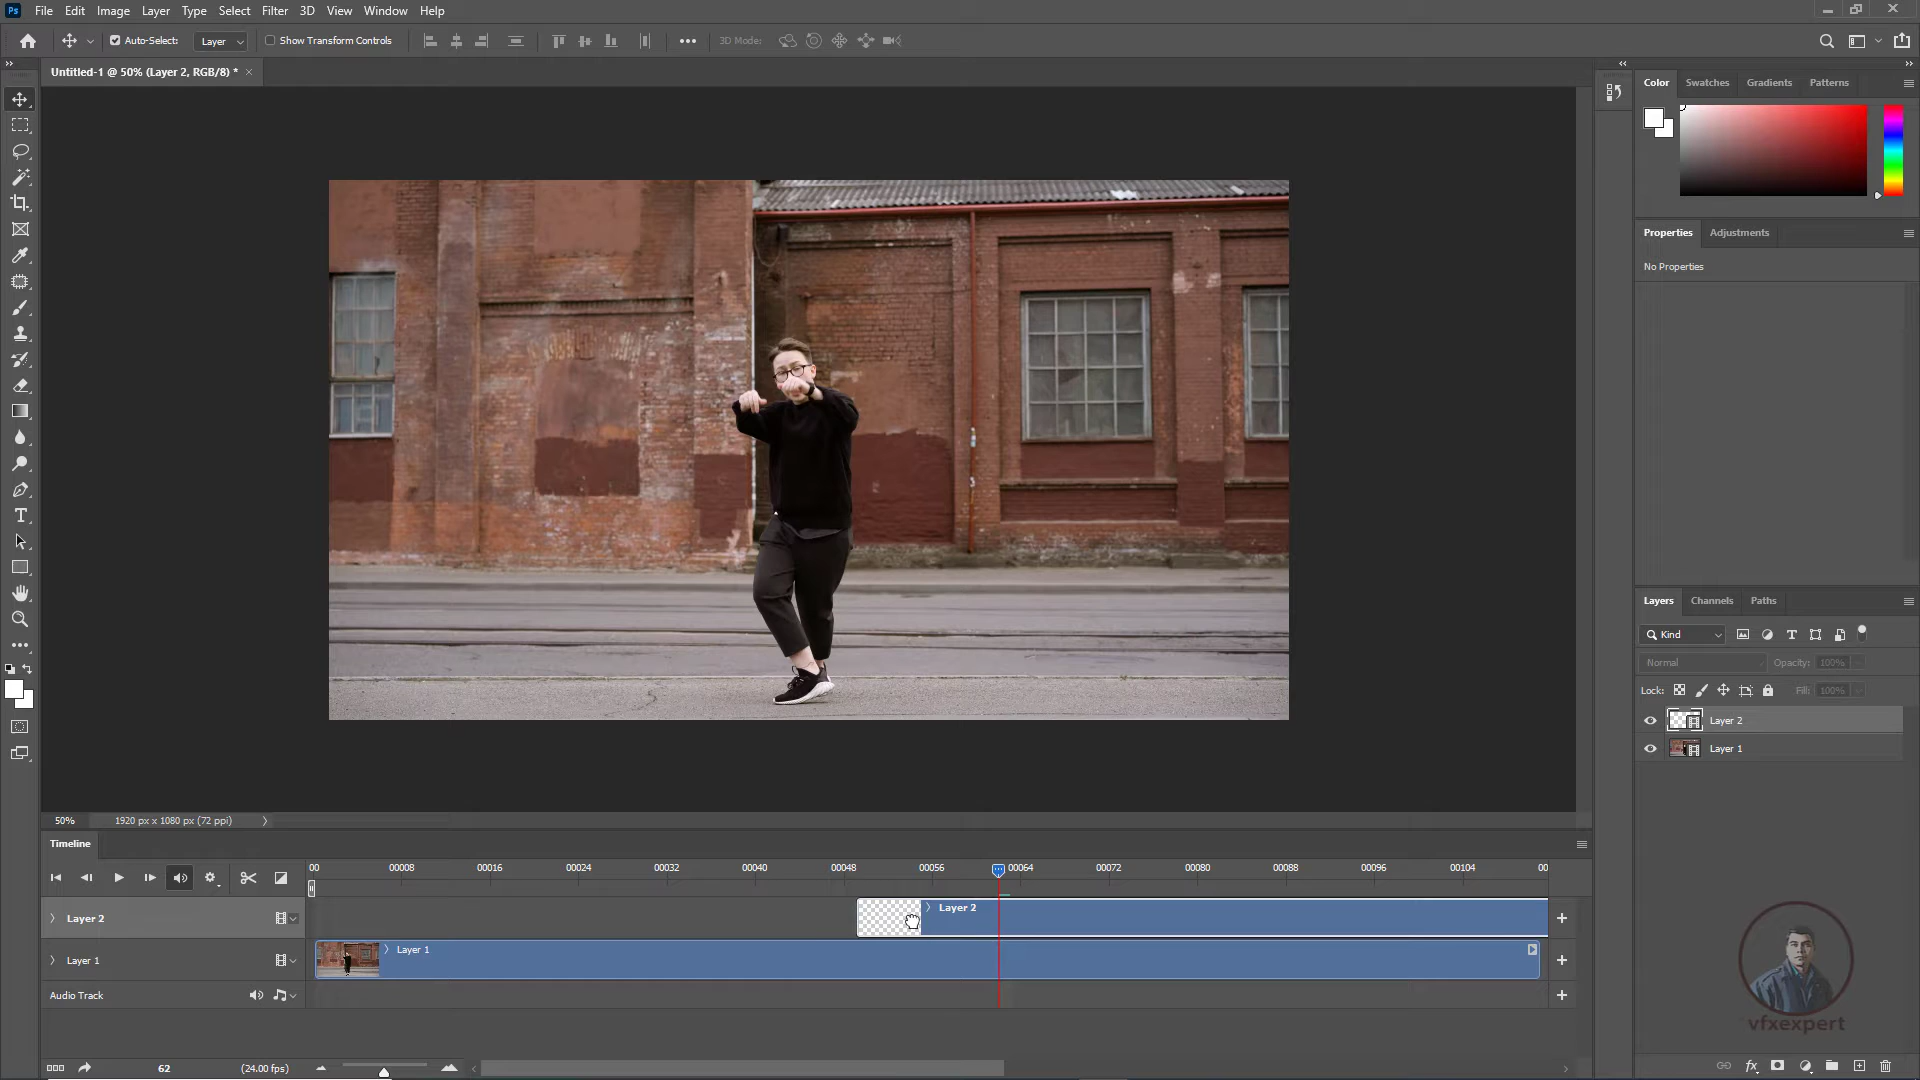 Ps File Edit Image Layer Type Select Filter 3D View Window Help
Auto-Select: Layer Show Transform Controls 3D Mode:
Untitled-1 @ 50% (Layer 2, RGB/8) *
Color Swatches Gradients Patterns
Properties Adjustments
No Properties
Layers Channels Paths
Kind
Normal Opacity: 100%
Lock: Fill: 100%
Layer 2
Layer 1
50% 1920 px x 1080 px (72 ppi)
Timeline
00 00008 00016 00024 00032 00040 00048 00056 00064 00072 00080 00088 00096 00104 00
Layer 2 Layer 2
Layer 1 Layer 1
Audio Track
62 (24.00 fps)
vfxexpert